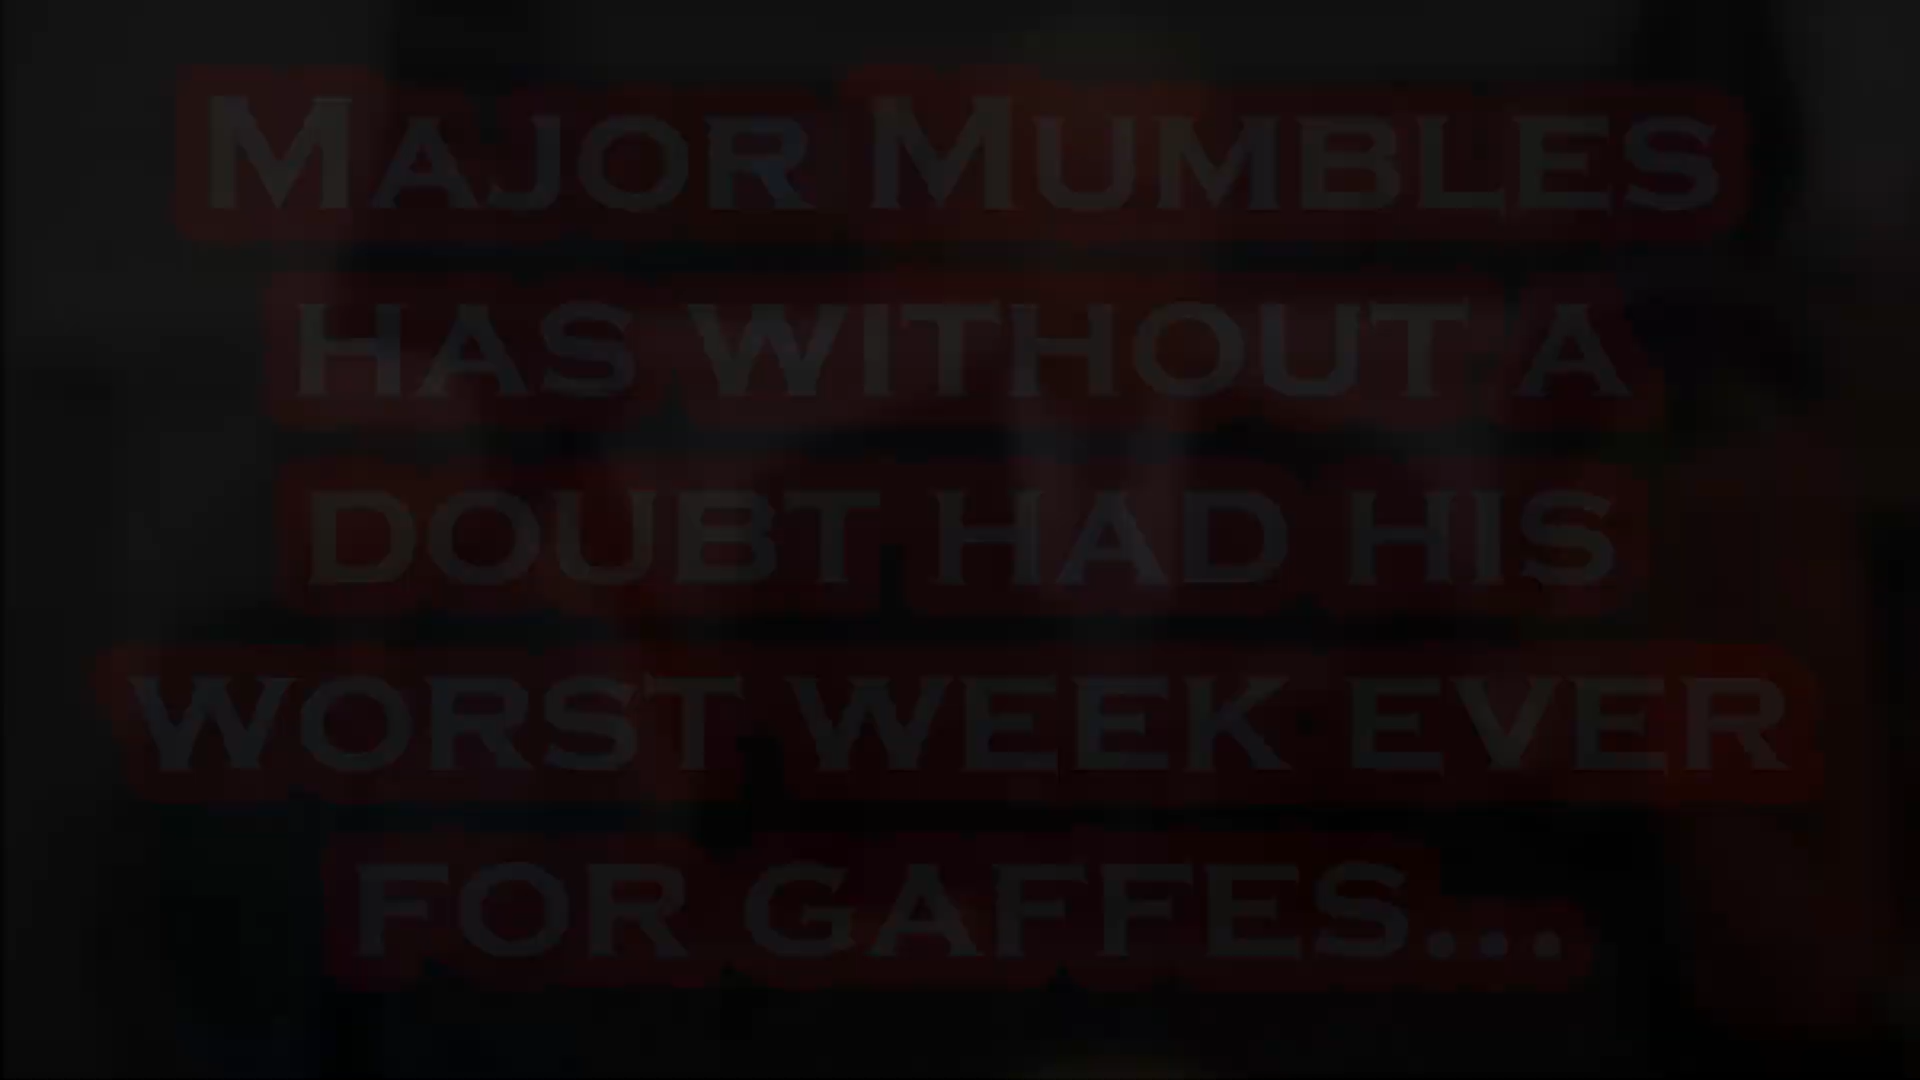 Major Mumbles
has without a
doubt had his
worst week ever
for gaffes...